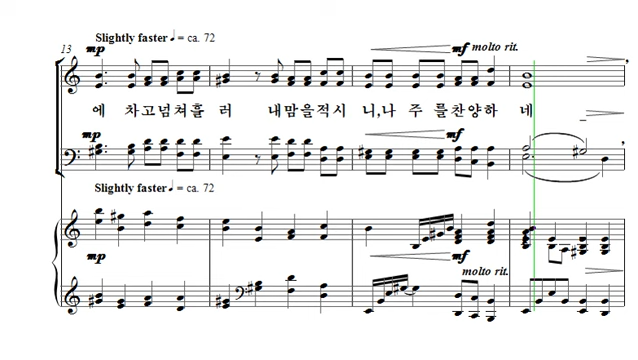 Slightly faster ♩ = ca. 72
13
mp
mf molto rit.
에 차고넘쳐흘 러 내맘을적시 니,나 주 를찬양하 네
mp
mf
Slightly faster ♩ = ca. 72
mp
mf
molto rit.